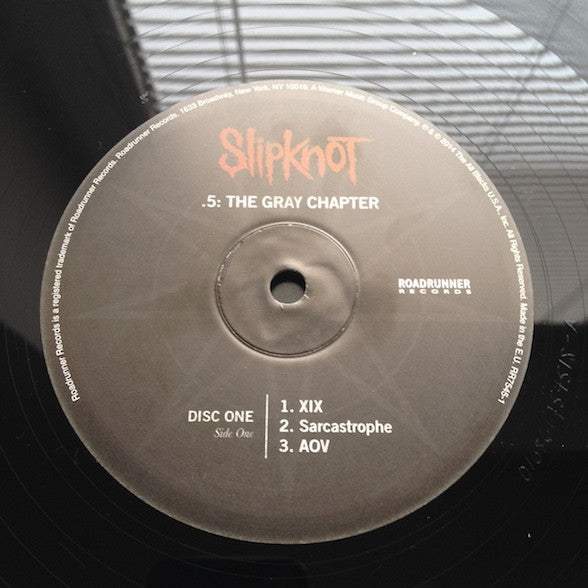 Roadrunner Records is a registered trademark of Roadrunner Records. Roadrunner Records, 1633 Broadway, New York, NY 10019. A Warner Music Group Company. ℗ & © 2014 The All Blacks U.S.A., Inc. All Rights Reserved. Made in the E.U. RR7545-1
Slipknot
.5: THE GRAY CHAPTER
ROADRUNNER
RECORDS
DISC ONE
Side One
1. XIX
2. Sarcastrophe
3. AOV